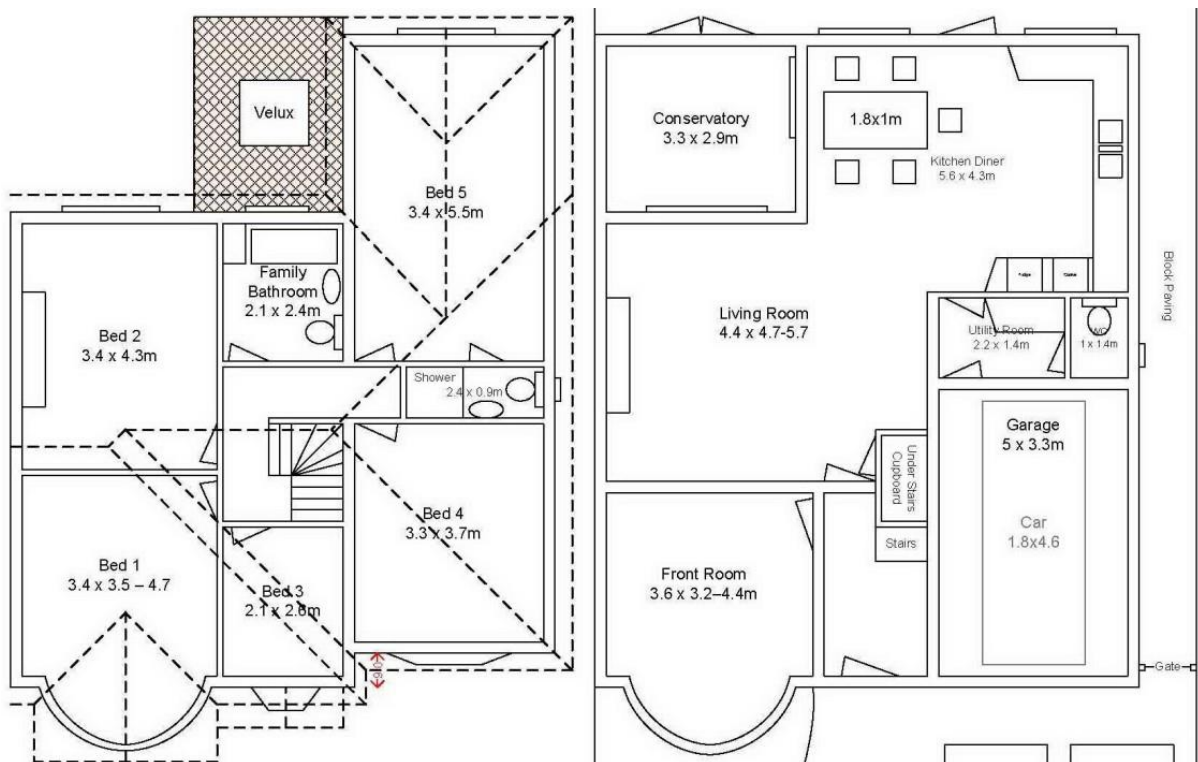 Velux
Bed 5
3.4 x 5.5m
Family
Bathroom
2.1 x 2.4m
Bed 2
3.4 x 4.3m
Shower
2.4 x 0.9m
Bed 4
3.3 x 3.7m
Bed 1
3.4 x 3.5 – 4.7
Bed 3
2.1 x 2.6m
Conservatory
3.3 x 2.9m
1.8x1m
Kitchen Diner
5.6 x 4.3m
Living Room
4.4 x 4.7-5.7
Utility Room
2.2 x 1.4m
WC
1 x 1.4m
Block Paving
Garage
5 x 3.3m
Under Stairs
Cupboard
Stairs
Car
1.8x4.6
Front Room
3.6 x 3.2–4.4m
Gate